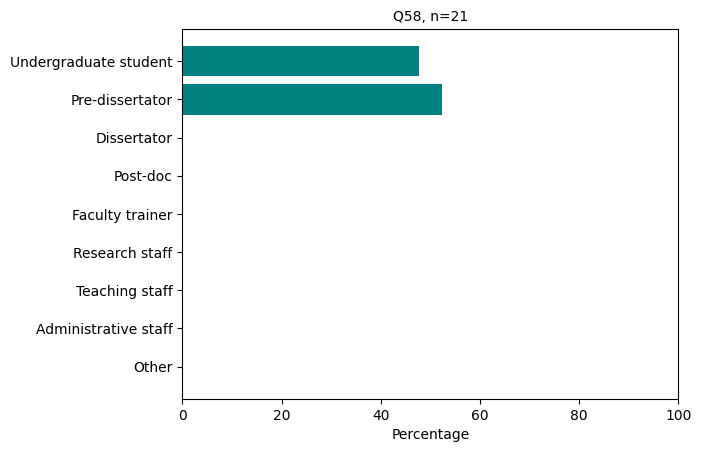 Q58, n=21
Undergraduate student
Pre-dissertator
Dissertator
Post-doc
Faculty trainer
Research staff
Teaching staff
Administrative staff
Other
0 20 40 60 80 100
Percentage